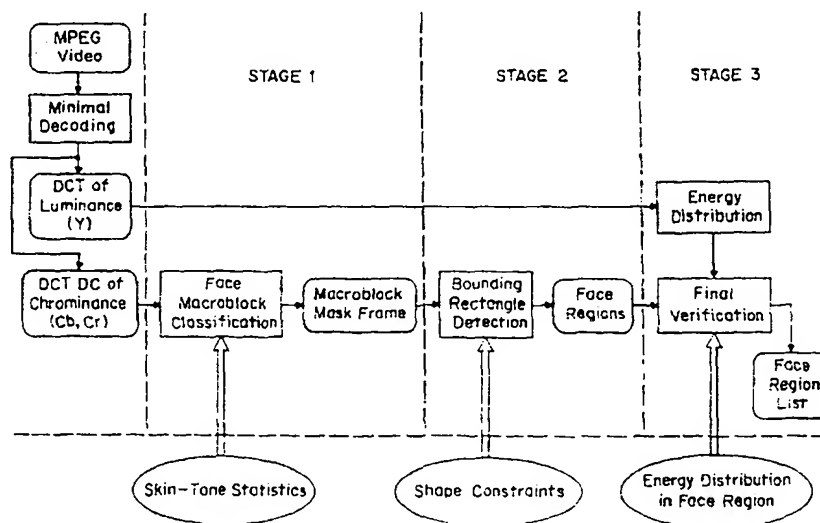 MPEG
Video
STAGE 1
STAGE 2
STAGE 3
Minimal
Decoding
DCT of
Luminance
(Y)
Energy
Distribution
DCT DC of
Chrominance
(Cb, Cr)
Face
Macroblock
Classification
Macroblock
Mask Frame
Bounding
Rectangle
Detection
Face
Regions
Final
Verification
Face
Region
List
Skin-Tone Statistics
Shape Constraints
Energy Distribution
in Face Region